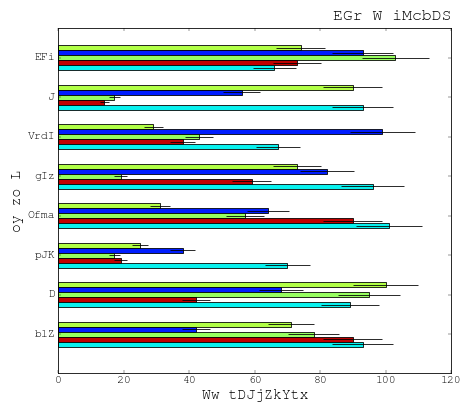 EGr W iMcbDS
EFi
J
VrdI
gIz
Ofma
pJK
D
blZ
oy zo L
0 20 40 60 80 100 120
Ww tDJjZkYtx